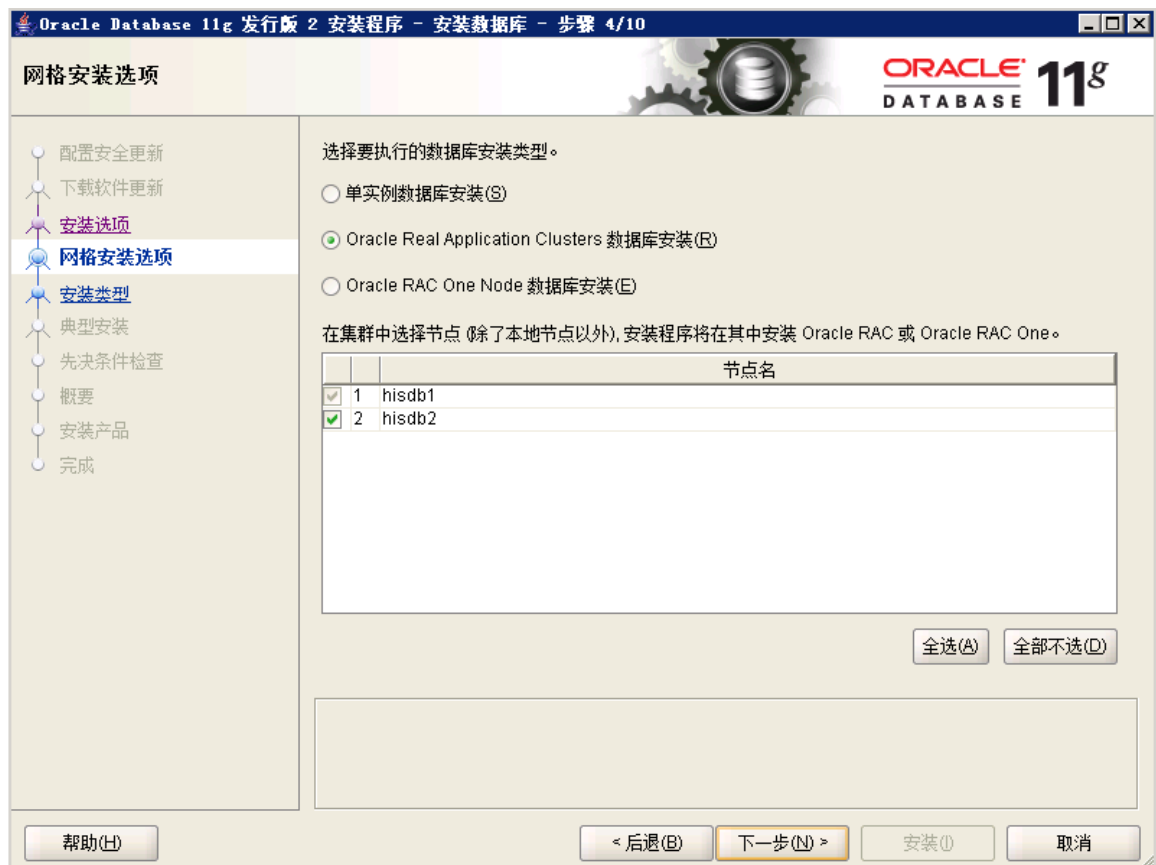 Oracle Database 11g 发行版 2 安装程序 - 安装数据库 - 步骤 4/10
网格安装选项
ORACLE 11g
DATABASE
配置安全更新
下载软件更新
安装选项
网格安装选项
安装类型
典型安装
先决条件检查
概要
安装产品
完成
选择要执行的数据库安装类型。
单实例数据库安装(S)
Oracle Real Application Clusters 数据库安装(R)
Oracle RAC One Node 数据库安装(E)
在集群中选择节点 (除了本地节点以外), 安装程序将在其中安装 Oracle RAC 或 Oracle RAC One。
节点名
1 hisdb1
2 hisdb2
全选(A) 全部不选(D)
帮助(H) < 后退(B) 下一步(N) > 安装(I) 取消